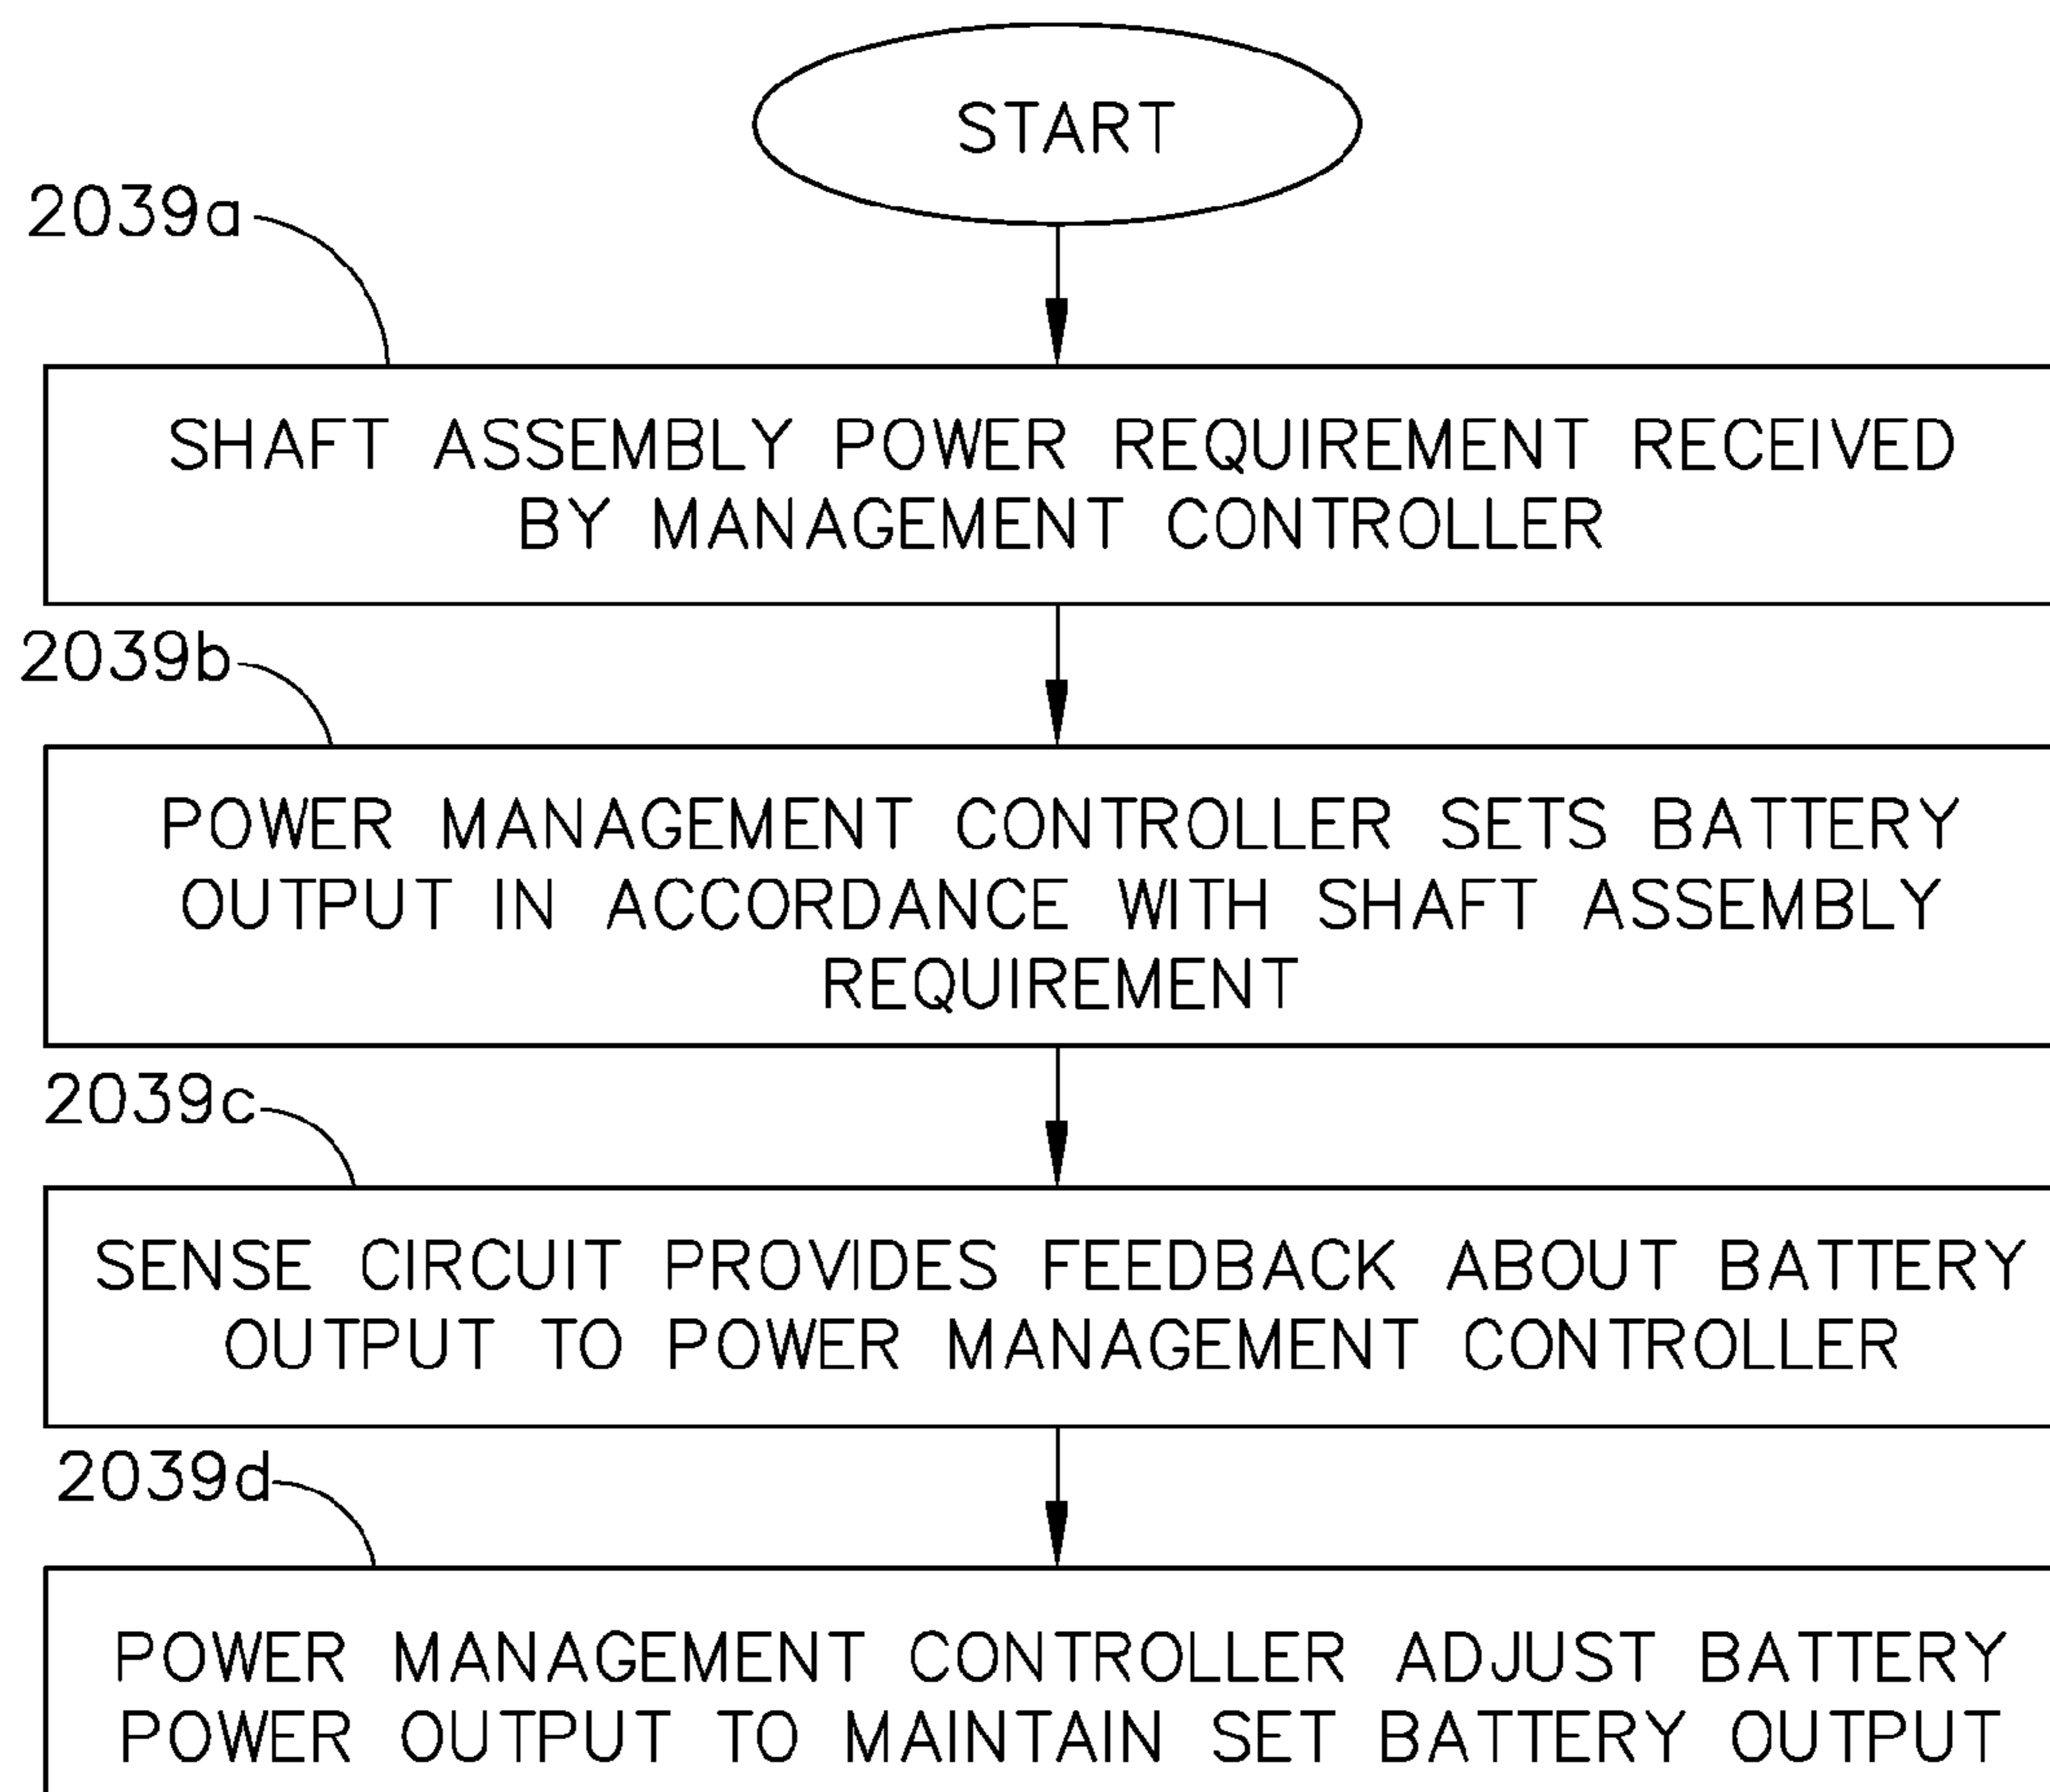 START
2039a
SHAFT ASSEMBLY POWER REQUIREMENT RECEIVED
BY MANAGEMENT CONTROLLER
2039b
POWER MANAGEMENT CONTROLLER SETS BATTERY
OUTPUT IN ACCORDANCE WITH SHAFT ASSEMBLY
REQUIREMENT
2039c
SENSE CIRCUIT PROVIDES FEEDBACK ABOUT BATTERY
OUTPUT TO POWER MANAGEMENT CONTROLLER
2039d
POWER MANAGEMENT CONTROLLER ADJUST BATTERY
POWER OUTPUT TO MAINTAIN SET BATTERY OUTPUT